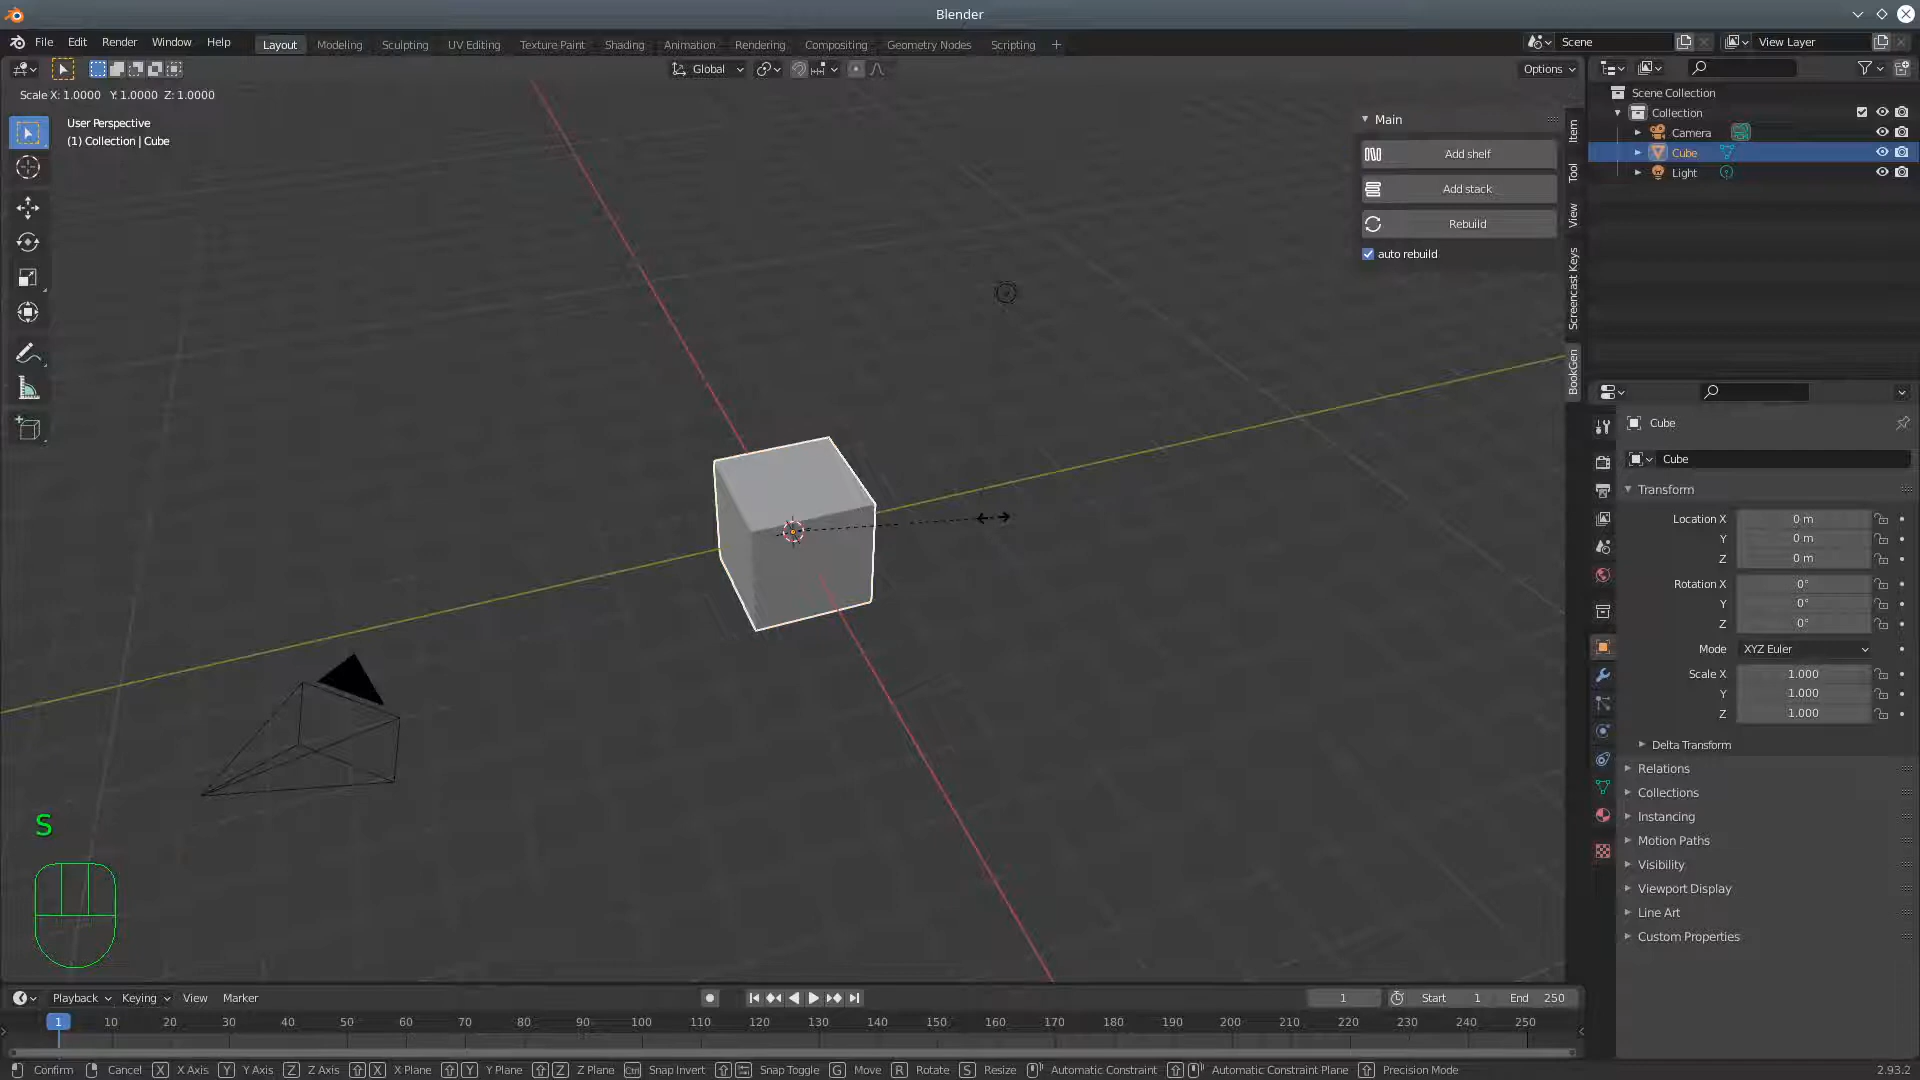 Blender
File Edit Render Window Help
Layout Modeling Sculpting UV Editing Texture Paint Shading Animation Rendering Compositing Geometry Nodes Scripting +
Scene
View Layer
Global
Options
Scale X: 1.0000 Y: 1.0000 Z: 1.0000
User Perspective
(1) Collection | Cube
Main
Add shelf
Add stack
Rebuild
auto rebuild
Item
Tool
View
Screencast Keys
BookGen
Scene Collection
Collection
Camera
Cube
Light
Cube
Cube
Transform
Location X 0 m
Y 0 m
Z 0 m
Rotation X 0°
Y 0°
Z 0°
Mode XYZ Euler
Scale X 1.000
Y 1.000
Z 1.000
Delta Transform
Relations
Collections
Instancing
Motion Paths
Visibility
Viewport Display
Line Art
Custom Properties
S
Playback Keying View Marker
1 Start 1 End 250
1 10 20 30 40 50 60 70 80 90 100 110 120 130 140 150 160 170 180 190 200 210 220 230 240 250
Confirm Cancel X X Axis Y Y Axis Z Z Axis X X Plane Y Y Plane Z Z Plane Ctrl Snap Invert Snap Toggle G Move R Rotate S Resize Automatic Constraint Automatic Constraint Plane Precision Mode 2.93.2